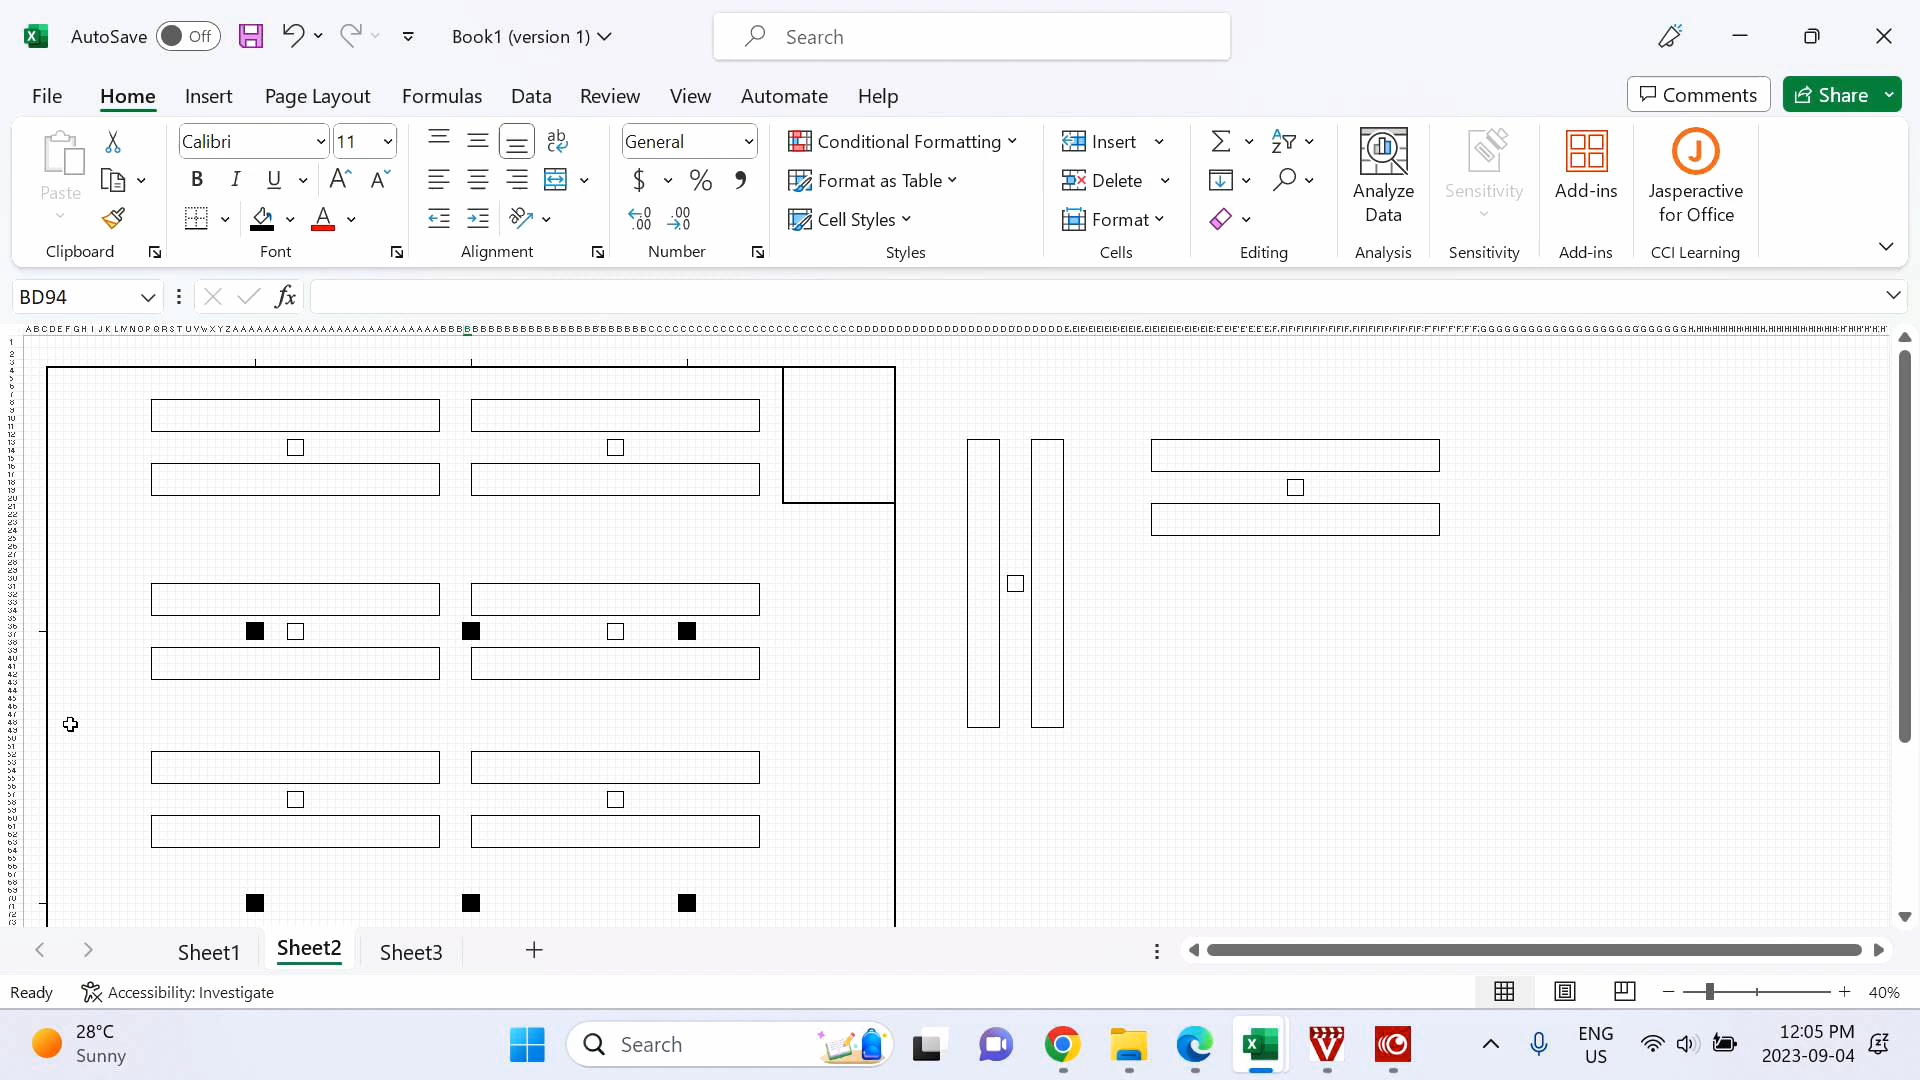 AutoSave Off Book1 (version 1) Search
File Home Insert Page Layout Formulas Data Review View Automate Help Comments Share
Calibri 11 General Conditional Formatting Insert
Paste Format as Table Delete
Cell Styles Format
Analyze Data Sensitivity Add-ins Jasperactive for Office
Clipboard Font Alignment Number Styles Cells Editing Analysis Sensitivity Add-ins CCI Learning
BD94
Sheet1 Sheet2 Sheet3
Ready Accessibility: Investigate 40%
28°C
Sunny
Search
ENG
US
12:05 PM
2023-09-04